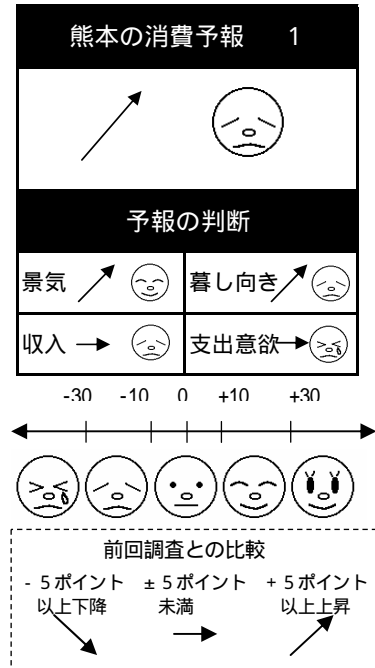 熊本の消費予報　1
予報の判断
景気
暮し向き
収入
支出意欲
-30 -10 0 +10 +30
前回調査との比較
- 5ポイント ± 5ポイント + 5ポイント
以上下降 未満 以上上昇